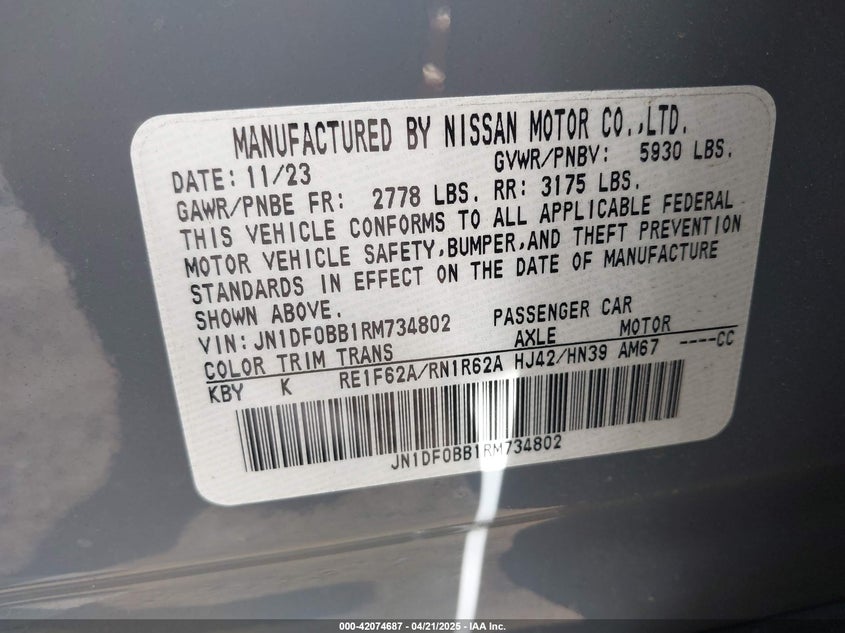 MANUFACTURED BY NISSAN MOTOR CO.,LTD.
DATE: 11/23 GVWR/PNBV: 5930 LBS.
GAWR/PNBE FR: 2778 LBS. RR: 3175 LBS.
THIS VEHICLE CONFORMS TO ALL APPLICABLE FEDERAL
MOTOR VEHICLE SAFETY,BUMPER,AND THEFT PREVENTION
STANDARDS IN EFFECT ON THE DATE OF MANUFACTURE
SHOWN ABOVE.
VIN: JN1DF0BB1RM734802 PASSENGER CAR
COLOR TRIM TRANS AXLE MOTOR
KBY K RE1F62A/RN1R62A HJ42/HN39 AM67 ----CC
JN1DF0BB1RM734802
000-42074687 - 04/21/2025 - Copyright © 2025, IAA, Inc.